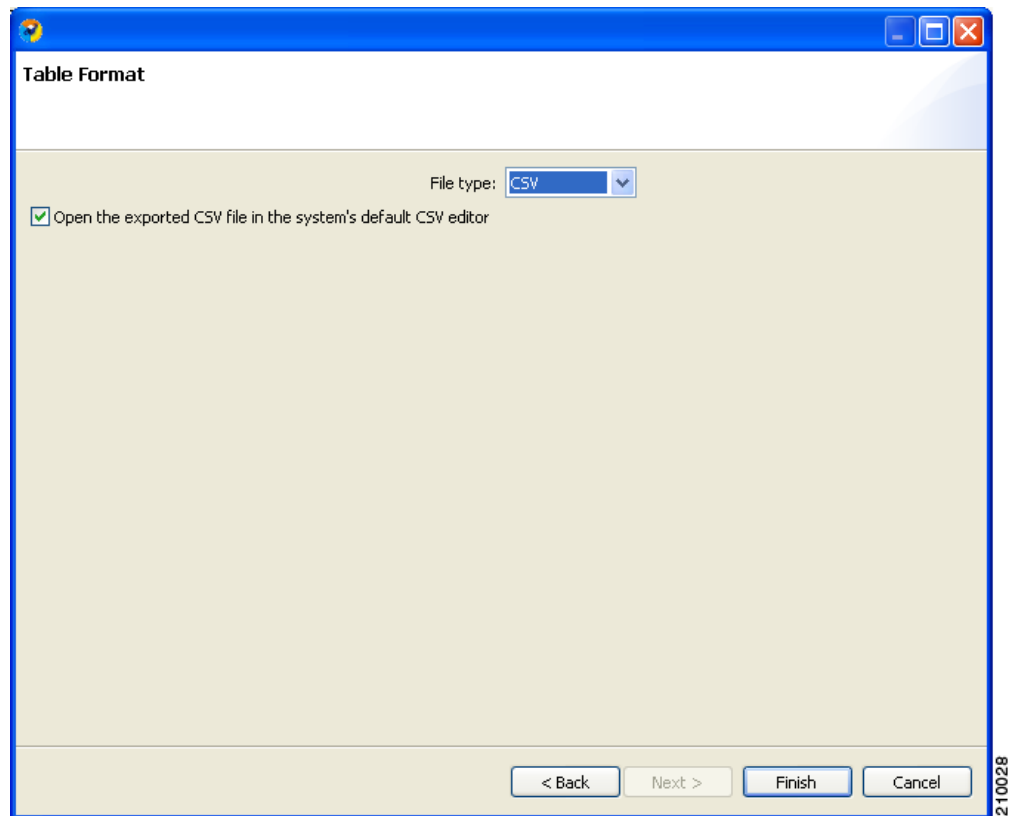 Table Format
File type: CSV
Open the exported CSV file in the system's default CSV editor
< Back Next > Finish Cancel
210028